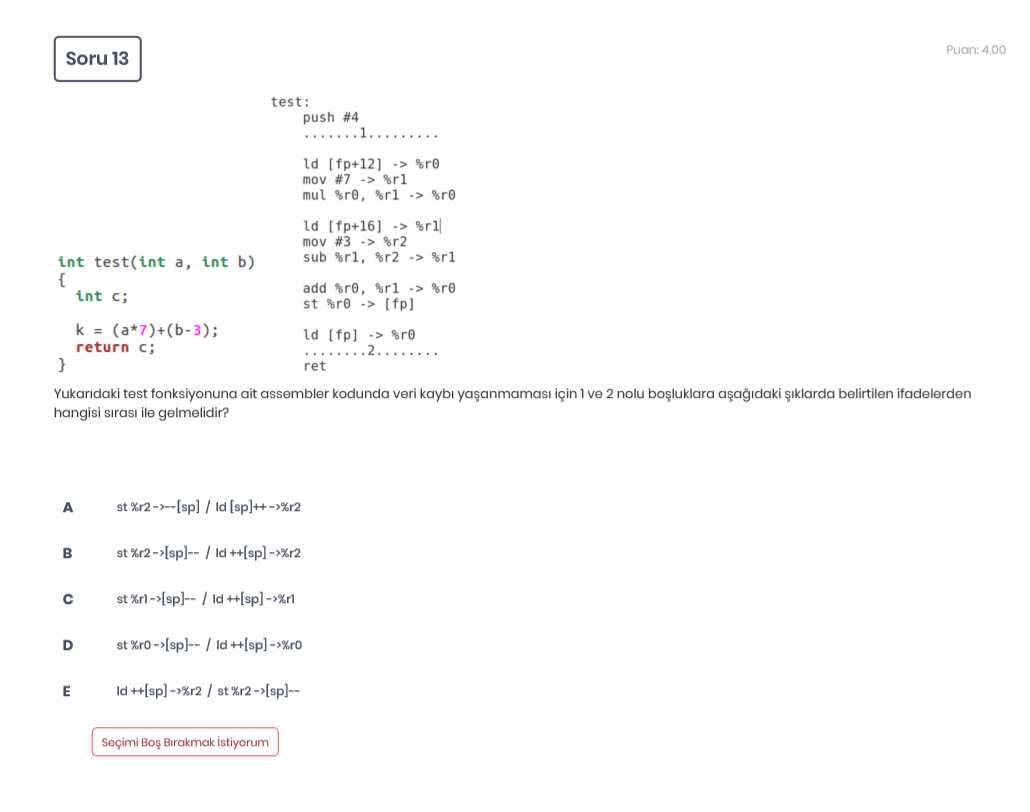 Soru 13
Puan: 4,00
test:
push #4
.......1.........
ld [fp+12] -> %r0
mov #7 -> %r1
mul %r0, %r1 -> %r0
ld [fp+16] -> %r1
mov #3 -> %r2
sub %r1, %r2 -> %r1
add %r0, %r1 -> %r0
st %r0 -> [fp]
ld [fp] -> %r0
........2........
ret
int test(int a, int b)
{
int c;
k = (a*7)+(b-3);
return c;
}
Yukarıdaki test fonksiyonuna ait assembler kodunda veri kaybı yaşanmaması için 1 ve 2 nolu boşluklara aşağıdaki şıklarda belirtilen ifadelerden
hangisi sırası ile gelmelidir?
A st %r2->--[sp] / ld [sp]++->%r2
B st %r2->[sp]-- / ld ++[sp]->%r2
C st %r1->[sp]-- / ld ++[sp]->%r1
D st %r0->[sp]-- / ld ++[sp]->%r0
E ld ++[sp]->%r2 / st %r2->[sp]--
Seçimi Boş Bırakmak İstiyorum